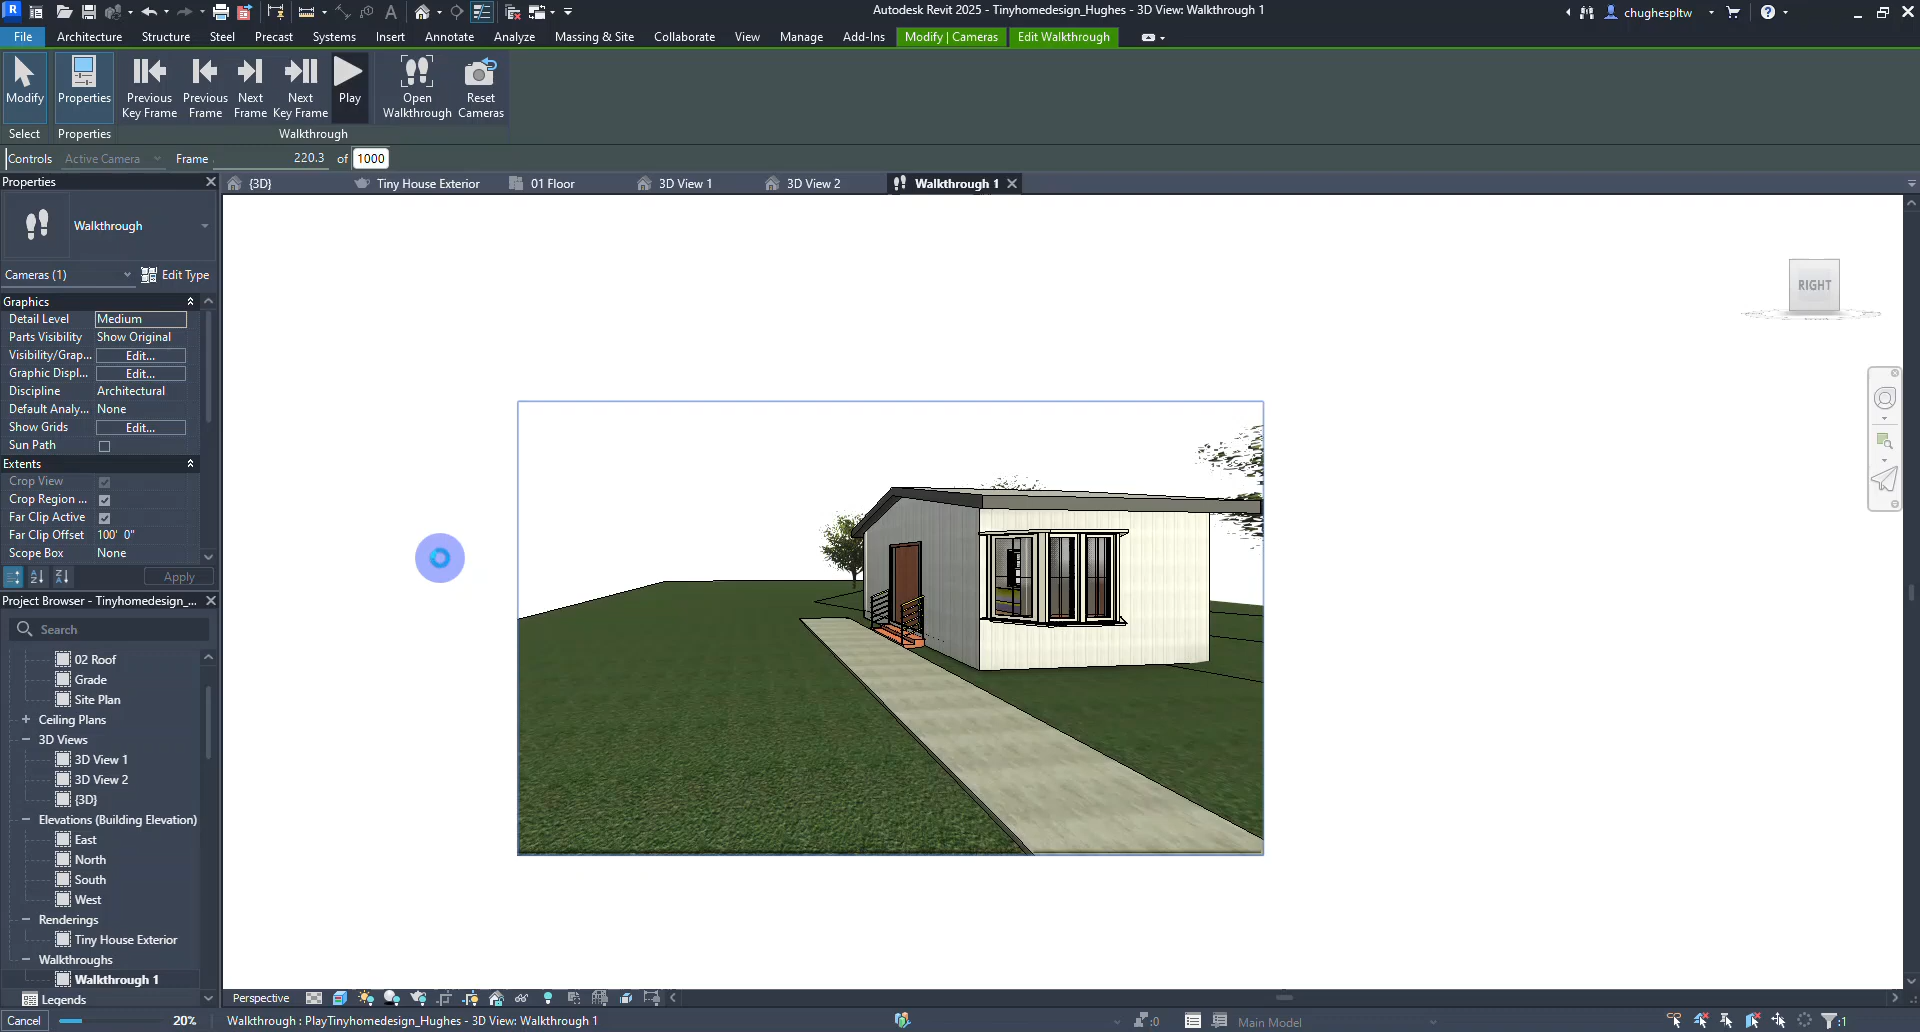 Autodesk Revit 2025 - Tinyhomedesign_Hughes - 3D View: Walkthrough 1
chughespltw
File Architecture Structure Steel Precast Systems Insert Annotate Analyze Massing & Site Collaborate View Manage Add-Ins Modify | Cameras Edit Walkthrough
Modify
Properties
Previous Key Frame
Previous Frame
Next Frame
Next Key Frame
Play
Open Walkthrough
Reset Cameras
Select Properties Walkthrough
Controls Active Camera Frame 220.3 of 1000
Properties
{3D} Tiny House Exterior 01 Floor 3D View 1 3D View 2 Walkthrough 1
Walkthrough
Cameras (1) Edit Type
Graphics
Detail Level Medium
Parts Visibility Show Original
Visibility/Grap... Edit...
Graphic Displ... Edit...
Discipline Architectural
Default Analy... None
Show Grids Edit...
Sun Path
Extents
Crop View
Crop Region ...
Far Clip Active
Far Clip Offset 100' 0"
Scope Box None
Apply
Project Browser - Tinyhomedesign_...
Search
02 Roof
Grade
Site Plan
Ceiling Plans
3D Views
3D View 1
3D View 2
{3D}
Elevations (Building Elevation)
East
North
South
West
Renderings
Tiny House Exterior
Walkthroughs
Walkthrough 1
Legends
RIGHT
Perspective
Cancel 20% Walkthrough : PlayTinyhomedesign_Hughes - 3D View: Walkthrough 1 :0 Main Model :1